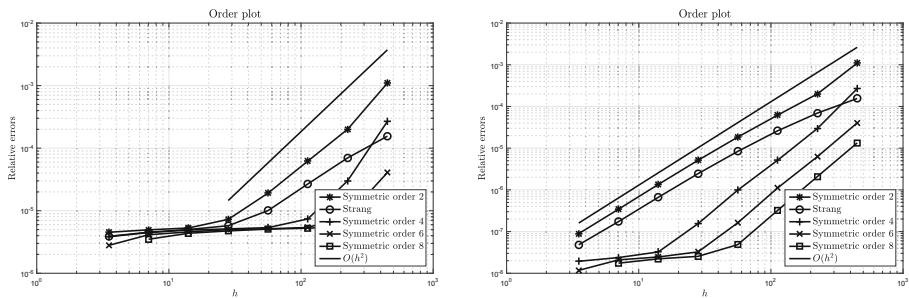 Order plot
10^-2
10^-3
10^-4
10^-5
10^-6
Relative errors
10^0
10^1
10^2
10^3
h
Symmetric order 2
Strang
Symmetric order 4
Symmetric order 6
Symmetric order 8
O(h^2)
Order plot
10^-2
10^-3
10^-4
10^-5
10^-6
10^-7
10^-8
Relative errors
10^0
10^1
10^2
10^3
h
Symmetric order 2
Strang
Symmetric order 4
Symmetric order 6
Symmetric order 8
O(h^2)